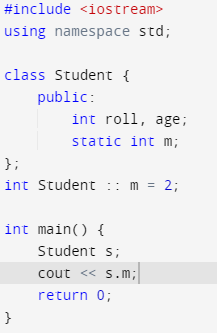 #include <iostream>
using namespace std;

class Student {
    public:
        int roll, age;
        static int m;
};
int Student :: m = 2;

int main() {
    Student s;
    cout << s.m;
    return 0;
}